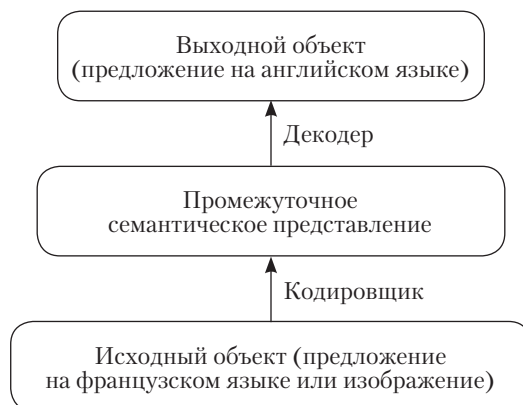 Выходной объект
(предложение на английском языке)
Декодер
Промежуточное
семантическое представление
Кодировщик
Исходный объект (предложение
на французском языке или изображение)